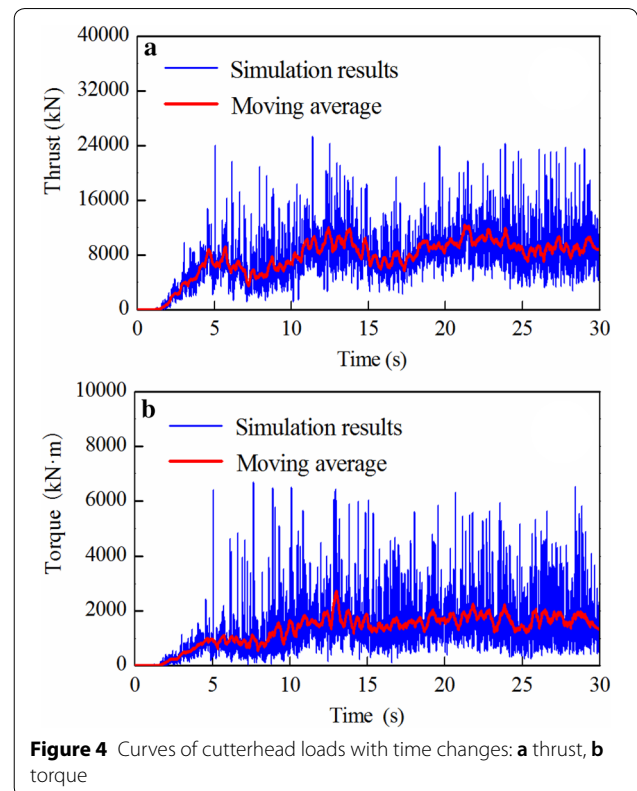 a
40000
Simulation results
32000
Moving average
Thrust (kN)
24000
16000
8000
0
0 5 10 15 20 25 30
Time (s)
b
10000
Simulation results
8000
Moving average
Torque (kN·m)
6000
4000
2000
0
0 5 10 15 20 25 30
Time (s)
Figure 4 Curves of cutterhead loads with time changes: a thrust, b
torque